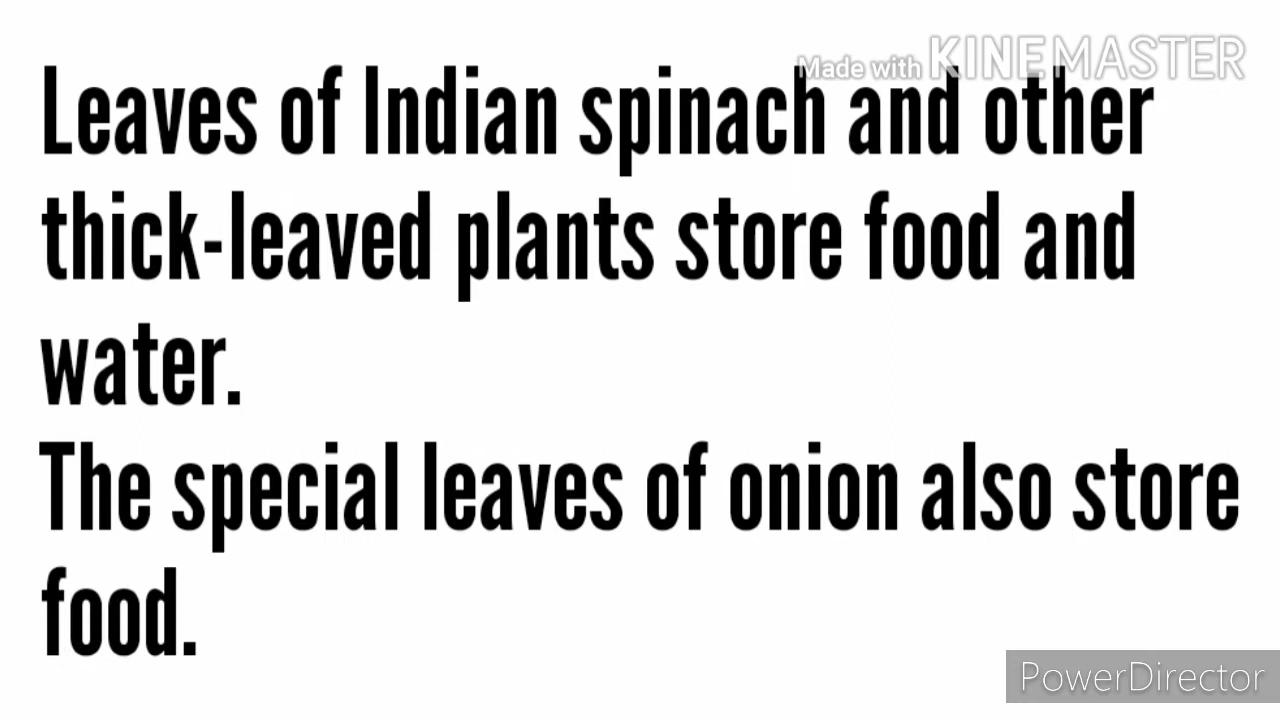 Made with KINEMASTER
Leaves of Indian spinach and other
thick-leaved plants store food and
water.
The special leaves of onion also store
food.
PowerDirector